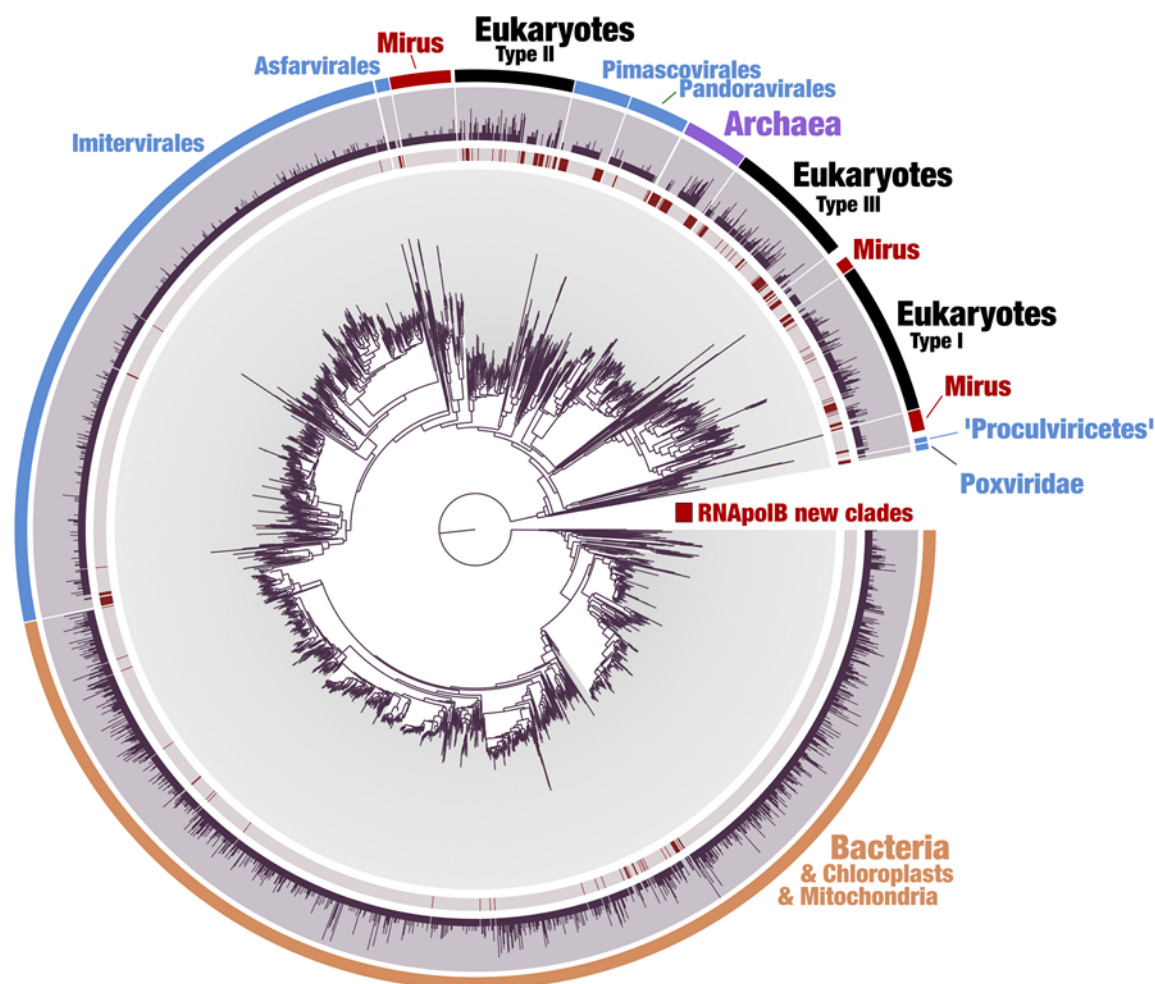 Eukaryotes
Type II
Mirus
Asfarvirales
Pimascovirales
Pandoravirales
Archaea
Imitervirales
Eukaryotes
Type III
Mirus
Eukaryotes
Type I
Mirus
'Proculviricetes'
Poxviridae
RNApolB new clades
Bacteria
& Chloroplasts
& Mitochondria